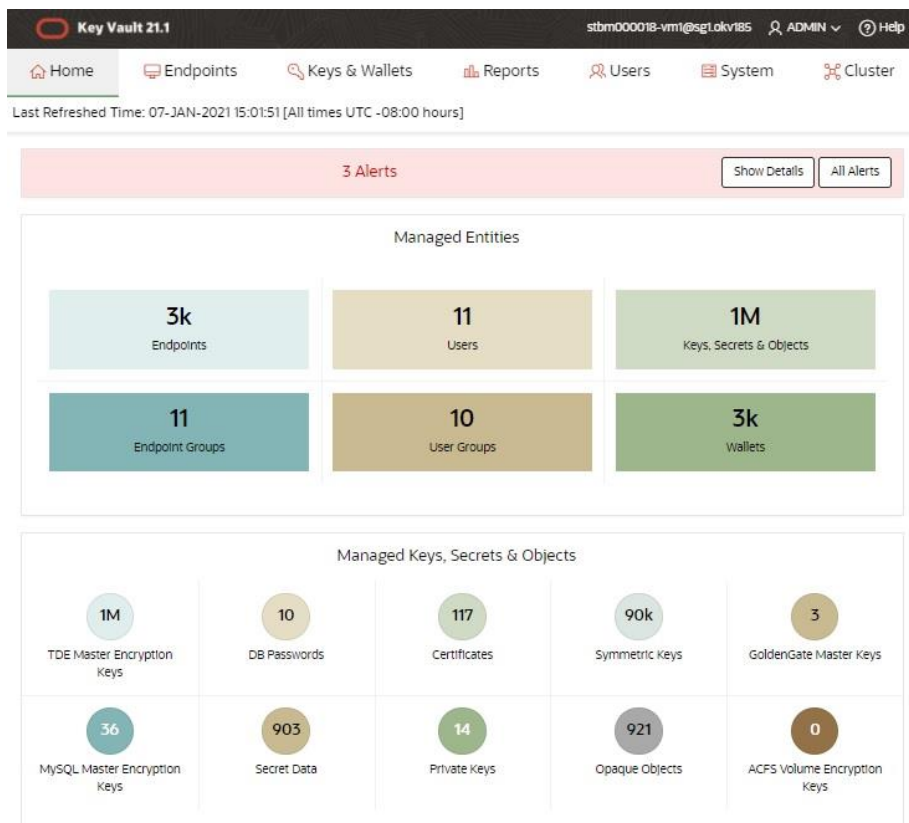 Key Vault 21.1 stbm000018-vm1@sg1.okv185 ADMIN ? Help
Home Endpoints Keys & Wallets Reports Users System Cluster
Last Refreshed Time: 07-JAN-2021 15:01:51 [All times UTC -08:00 hours]
3 Alerts Show Details All Alerts
Managed Entities
3k 11 1M
Endpoints Users Keys, Secrets & Objects
11 10 3k
Endpoint Groups User Groups Wallets
Managed Keys, Secrets & Objects
1M 10 117 90k 3
TDE Master Encryption DB Passwords Certificates Symmetric Keys GoldenGate Master Keys
Keys
36 903 14 921 0
MySQL Master Encryption Secret Data Private Keys Opaque Objects ACFS Volume Encryption
Keys Keys